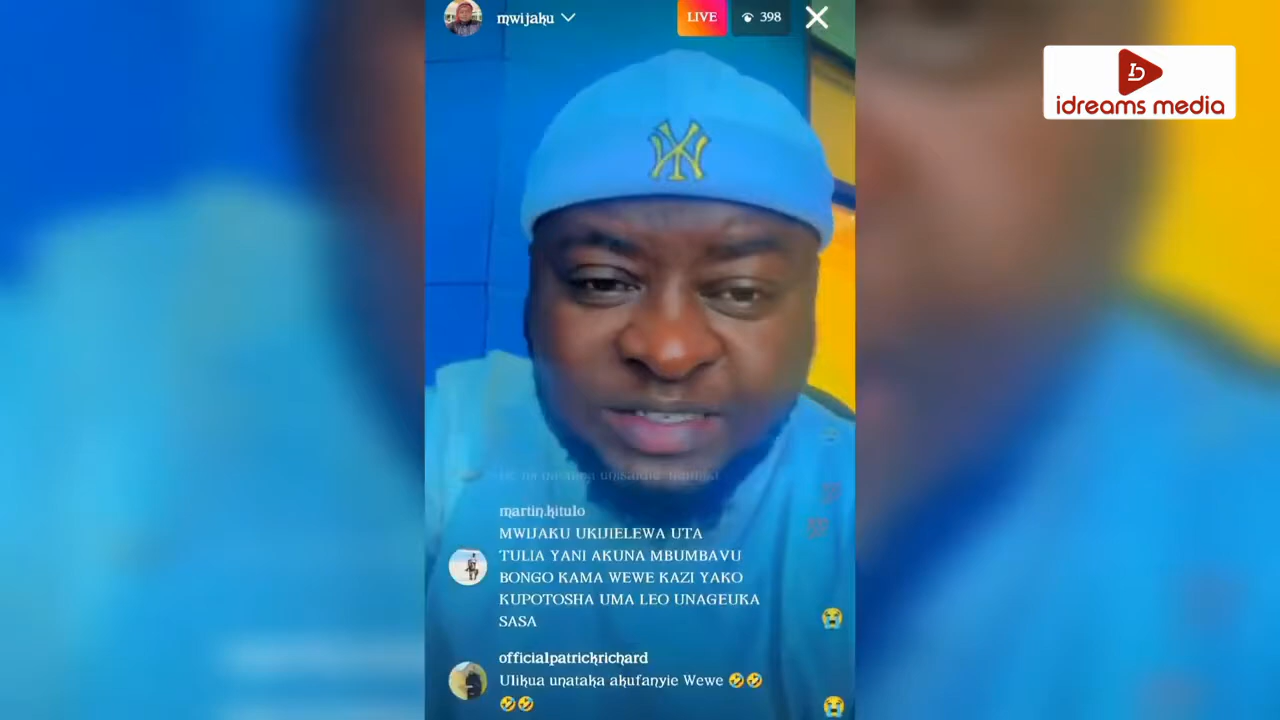 mwijaku
LIVE
398
idreams media
NY
martin.kitulo
MWIJAKU UKIJIELEWA UTA
TULIA YANI AKUNA MBUMBAVU
BONGO KAMA WEWE KAZI YAKO
KUPOTOSHA UMA LEO UNAGEUKA
SASA
officialpatrickrichard
Ulikua unataka akufanyie Wewe 🤣🤣
🤣🤣